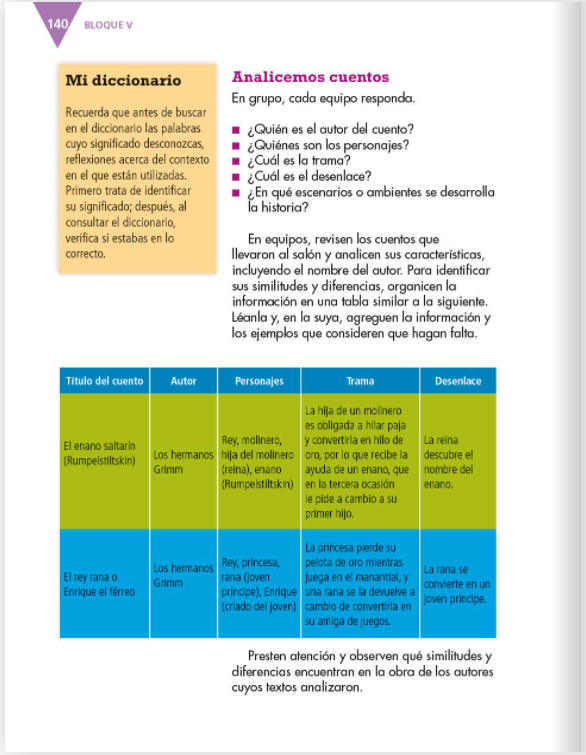 140 BLOQUE V
Mi diccionario
Recuerda que antes de buscar
en el diccionario las palabras
cuyo significado desconozcas,
reflexiones acerca del contexto
en el que están utilizadas.
Primero trata de identificar
su significado; después, al
consultar el diccionario,
verifica si estabas en lo
correcto.
Analicemos cuentos
En grupo, cada equipo responda.
■ ¿Quién es el autor del cuento?
■ ¿Quiénes son los personajes?
■ ¿Cuál es la trama?
■ ¿Cuál es el desenlace?
■ ¿En qué escenarios o ambientes se desarrolla
la historia?
En equipos, revisen los cuentos que
llevaron al salón y analicen sus características,
incluyendo el nombre del autor. Para identificar
sus similitudes y diferencias, organicen la
información en una tabla similar a la siguiente.
Léanla y, en la suya, agreguen la información y
los ejemplos que consideren que hagan falta.
Título del cuento Autor Personajes Trama Desenlace
El enano saltarín
(Rumpelstiltskin)
Los hermanos
Grimm
Rey, molinero,
hija del molinero
(reina), enano
(Rumpelstiltskin)
La hija de un molinero
es obligada a hilar paja
y convertirla en hilo de
oro, por lo que recibe la
ayuda de un enano, que
en la tercera ocasión
le pide a cambio a su
primer hijo.
La reina
descubre el
nombre del
enano.
El rey rana o
Enrique el férreo
Los hermanos
Grimm
Rey, princesa,
rana (joven
príncipe), Enrique
(criado del joven)
La princesa pierde su
pelota de oro mientras
juega en el manantial, y
una rana se la devuelve a
cambio de convertirla en
su amiga de juegos.
La rana se
convierte en un
joven príncipe.
Presten atención y observen qué similitudes y
diferencias encuentran en la obra de los autores
cuyos textos analizaron.